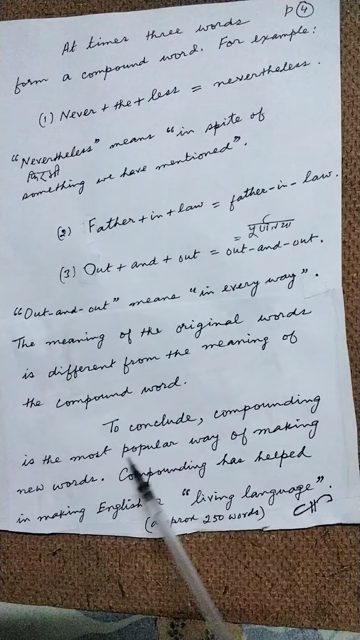 P ④
At times three words
form a compound word. For example:
(1) Never + the + less = nevertheless.
"Nevertheless" means "in spite of
फिर भी
something we have mentioned".
(2) Father + in + law = father-in-law.
(3) Out + and + out = out-and-out.
= पूर्णतया
"Out-and-out" means "in every way".
The meaning of the original words
is different from the meaning of
the compound word.
To conclude, compounding
is the most popular way of making
new words. Compounding has helped
in making English a "living language".
(approx 250 words)